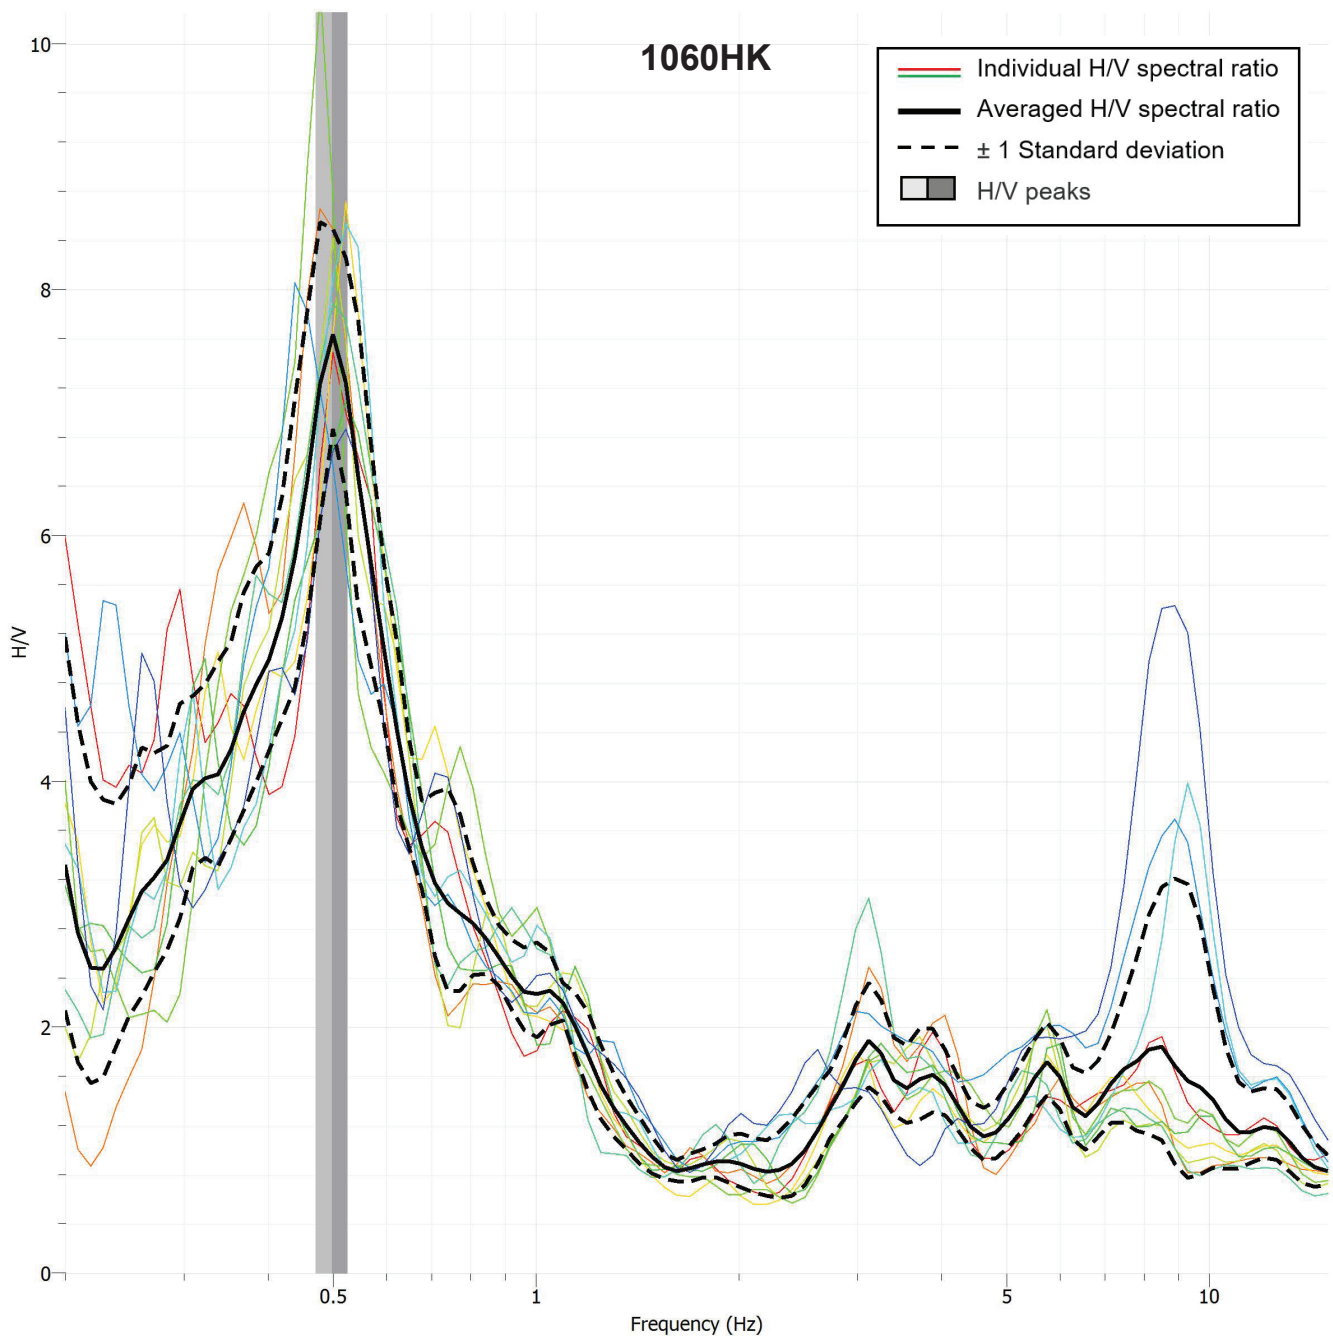 1060HK
Individual H/V spectral ratio
Averaged H/V spectral ratio
± 1 Standard deviation
H/V peaks
10
8
6
4
2
0
H/V
0.5 1 5 10
Frequency (Hz)